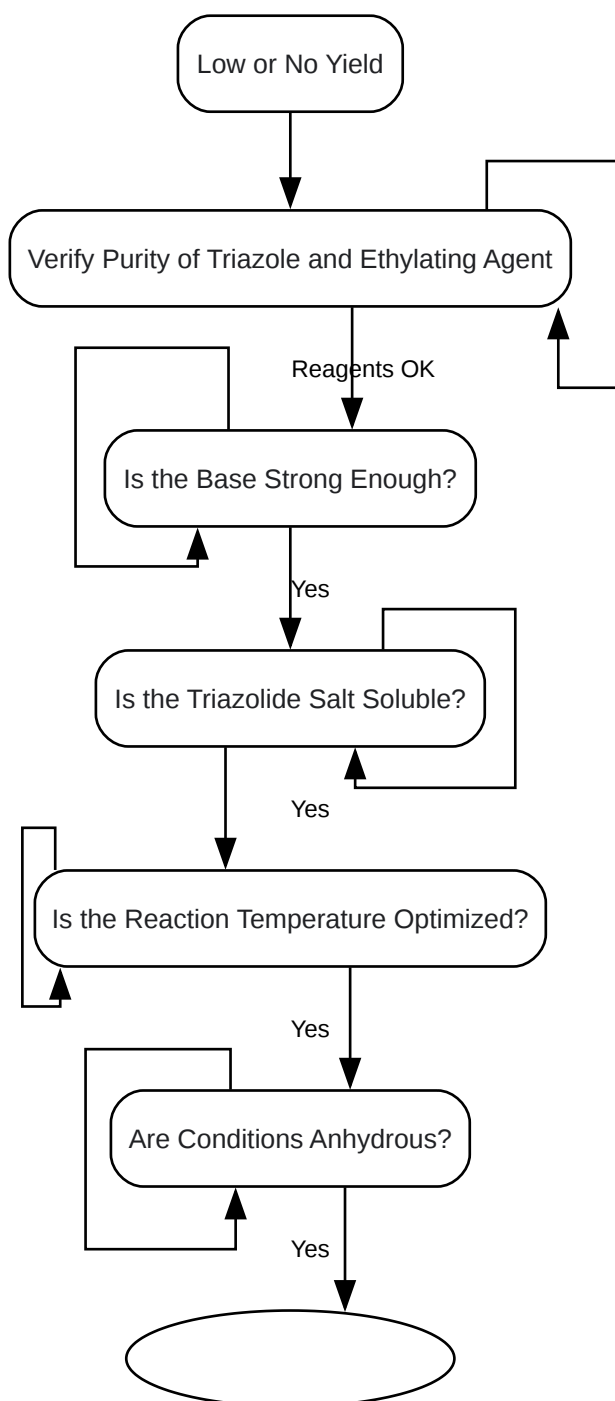 Low or No Yield
Verify Purity of Triazole and Ethylating Agent
Reagents OK
Is the Base Strong Enough?
Yes
Is the Triazolide Salt Soluble?
Yes
Is the Reaction Temperature Optimized?
Yes
Are Conditions Anhydrous?
Yes